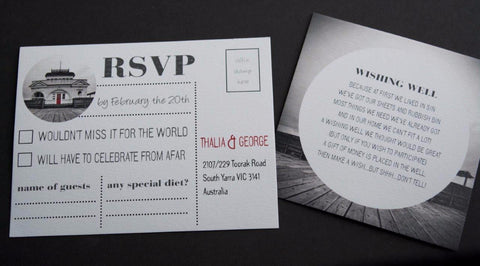 RSVP
by February the 20th
WOULDN'T MISS IT FOR THE WORLD
WILL HAVE TO CELEBRATE FROM AFAR
name of guests
any special diet?
THALIA & GEORGE
2107/229 Toorak Road
South Yarra VIC 3141
Australia
WISHING WELL
BECAUSE AT FIRST WE LIVED IN SIN
WE'VE GOT OUR SHEETS AND RUBBISH BIN
MOST THINGS WE NEED WE'VE ALREADY GOT
AND IN OUR HOME WE CAN'T FIT A LOT!
A WISHING WELL WE THOUGHT WOULD BE GREAT
(BUT ONLY IF YOU WISH TO PARTICIPATE)
A GIFT OF MONEY IS PLACED IN THE WELL
THEN MAKE A WISH...BUT SHHH...DON'T TELL!